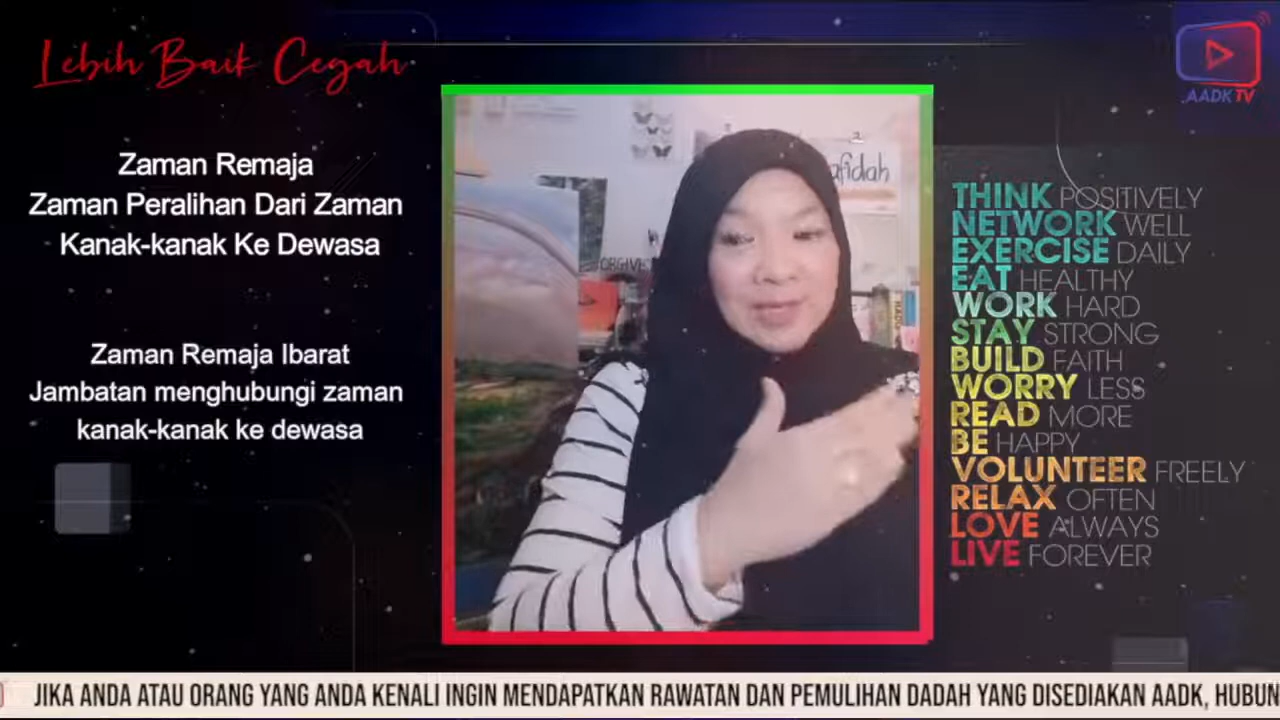 Lebih Baik Cegah
Zaman Remaja
Zaman Peralihan Dari Zaman
Kanak-kanak Ke Dewasa
Zaman Remaja Ibarat
Jambatan menghubungi zaman
kanak-kanak ke dewasa
afidah
AADK TV
THINK POSITIVELY
NETWORK WELL
EXERCISE DAILY
EAT HEALTHY
WORK HARD
STAY STRONG
BUILD FAITH
WORRY LESS
READ MORE
BE HAPPY
VOLUNTEER FREELY
RELAX OFTEN
LOVE ALWAYS
LIVE FOREVER
JIKA ANDA ATAU ORANG YANG ANDA KENALI INGIN MENDAPATKAN RAWATAN DAN PEMULIHAN DADAH YANG DISEDIAKAN AADK, HUBUN